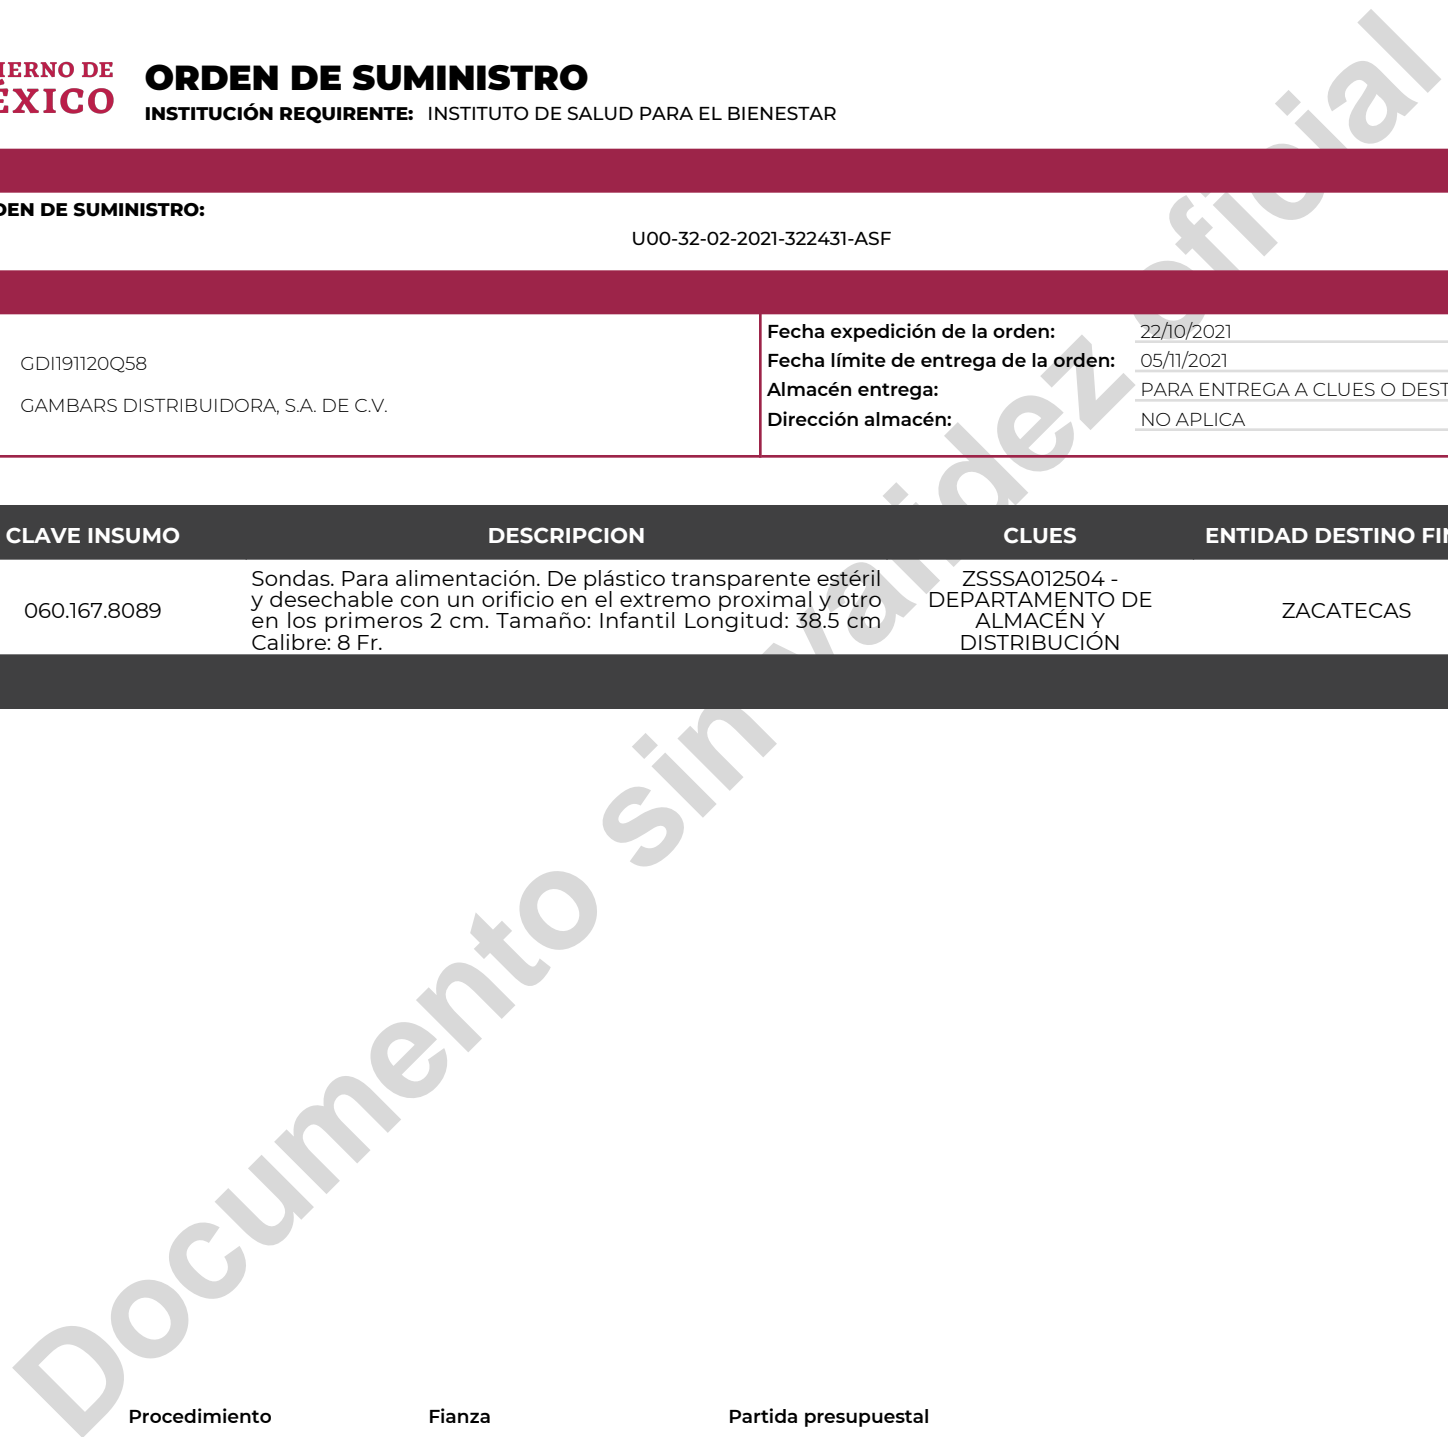 IERNO DE
ÉXICO
ORDEN DE SUMINISTRO
INSTITUCIÓN REQUIRENTE: INSTITUTO DE SALUD PARA EL BIENESTAR
DEN DE SUMINISTRO:
U00-32-02-2021-322431-ASF
GDI191120Q58
GAMBARS DISTRIBUIDORA, S.A. DE C.V.
Fecha expedición de la orden: 22/10/2021
Fecha límite de entrega de la orden: 05/11/2021
Almacén entrega: PARA ENTREGA A CLUES O DEST
Dirección almacén: NO APLICA
CLAVE INSUMO DESCRIPCION CLUES ENTIDAD DESTINO FIN
060.167.8089
Sondas. Para alimentación. De plástico transparente estéril
y desechable con un orificio en el extremo proximal y otro
en los primeros 2 cm. Tamaño: Infantil Longitud: 38.5 cm
Calibre: 8 Fr.
ZSSSA012504 -
DEPARTAMENTO DE
ALMACÉN Y
DISTRIBUCIÓN
ZACATECAS
Documento sin validez oficial
Procedimiento Fianza Partida presupuestal